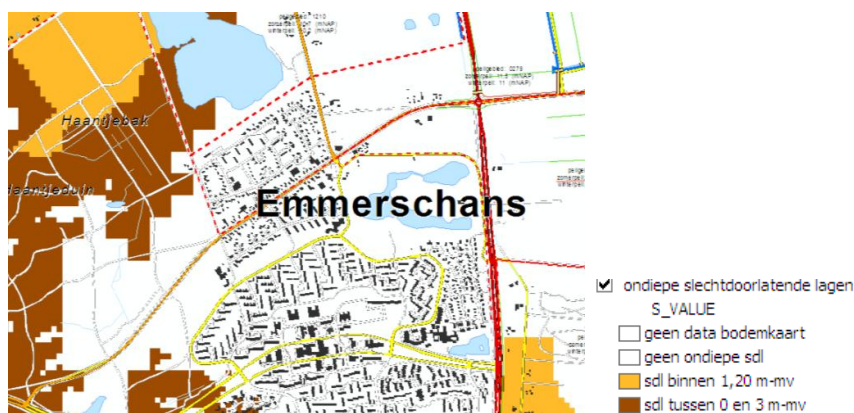 Haantjebak
Haantjeduin
Emmerschans
ondiepe slechtdoorlatende lagen
S_VALUE
geen data bodemkaart
geen ondiepe sdl
sdl binnen 1,20 m-mv
sdl tussen 0 en 3 m-mv